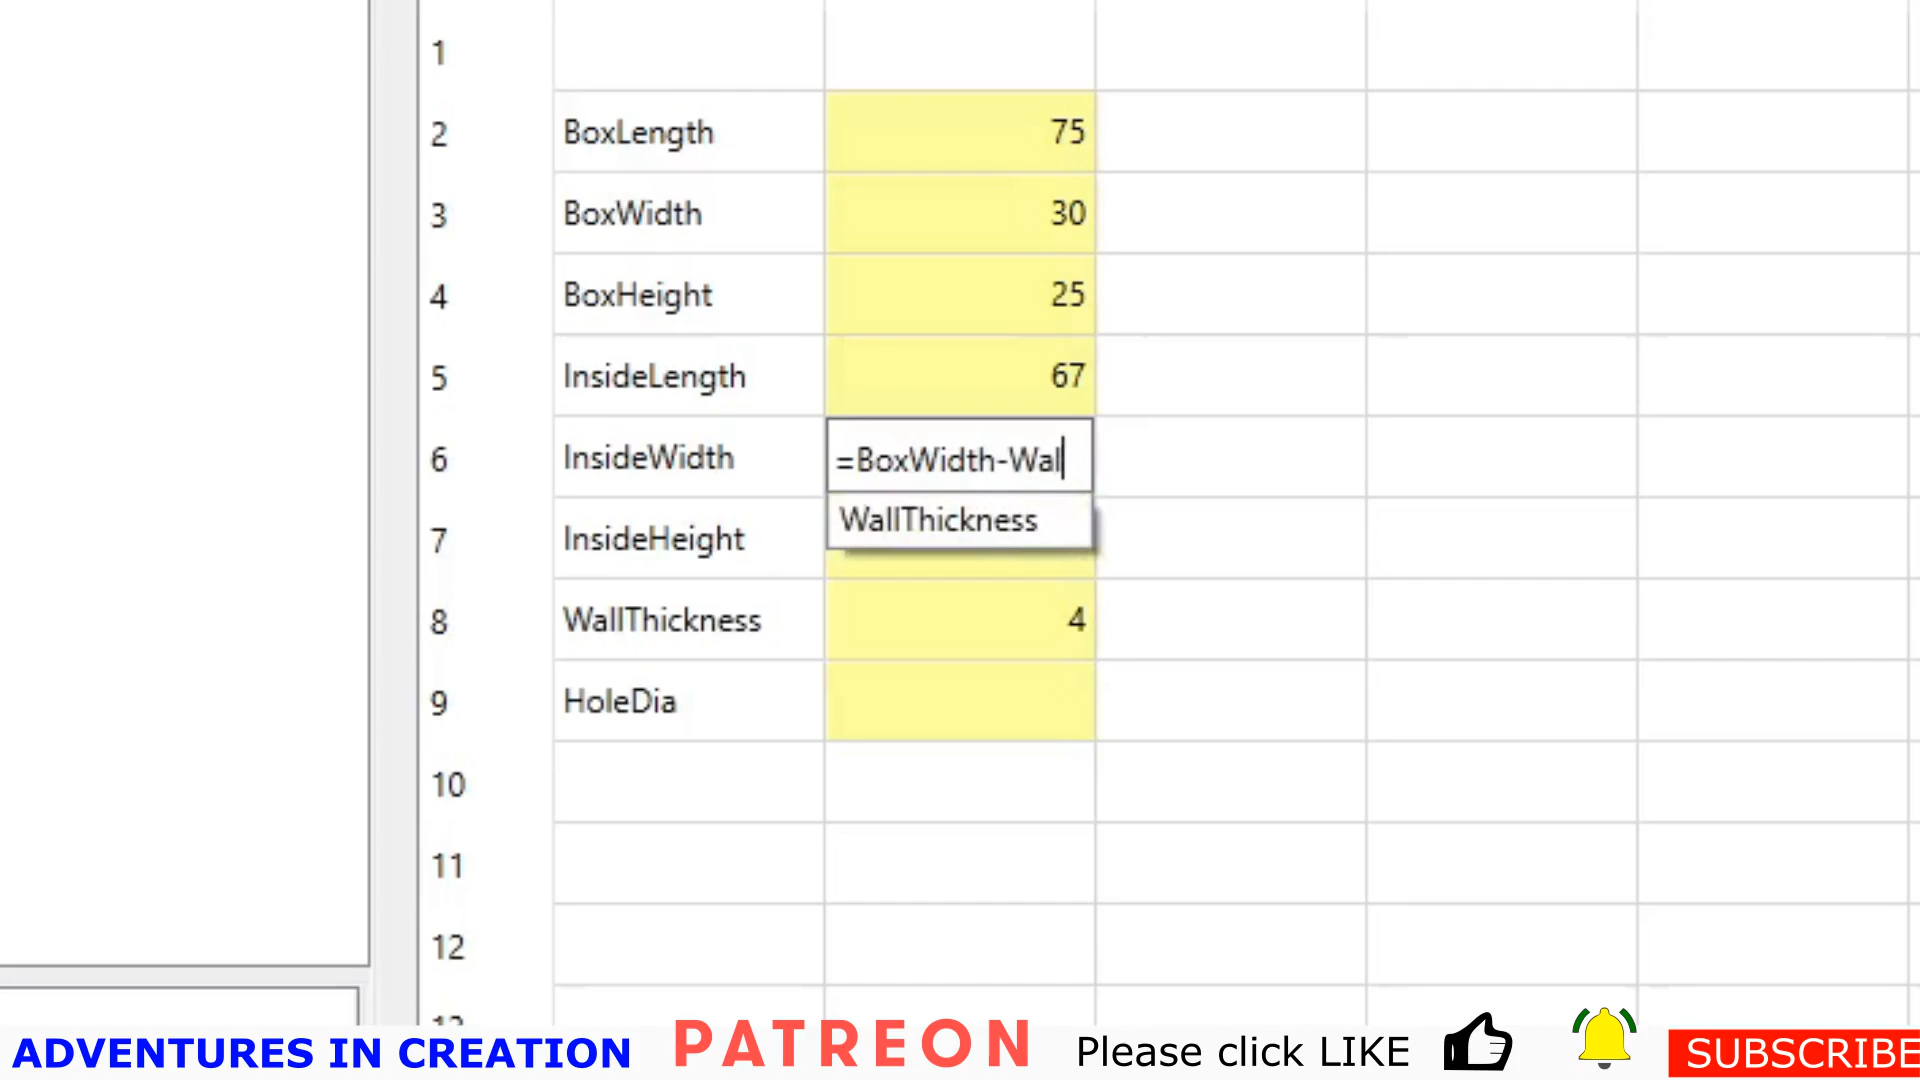 1
2 BoxLength 75
3 BoxWidth 30
4 BoxHeight 25
5 InsideLength 67
6 InsideWidth =BoxWidth-Wal
WallThickness
7 InsideHeight
8 WallThickness 4
9 HoleDia
10
11
12
ADVENTURES IN CREATION PATREON Please click LIKE SUBSCRIBE